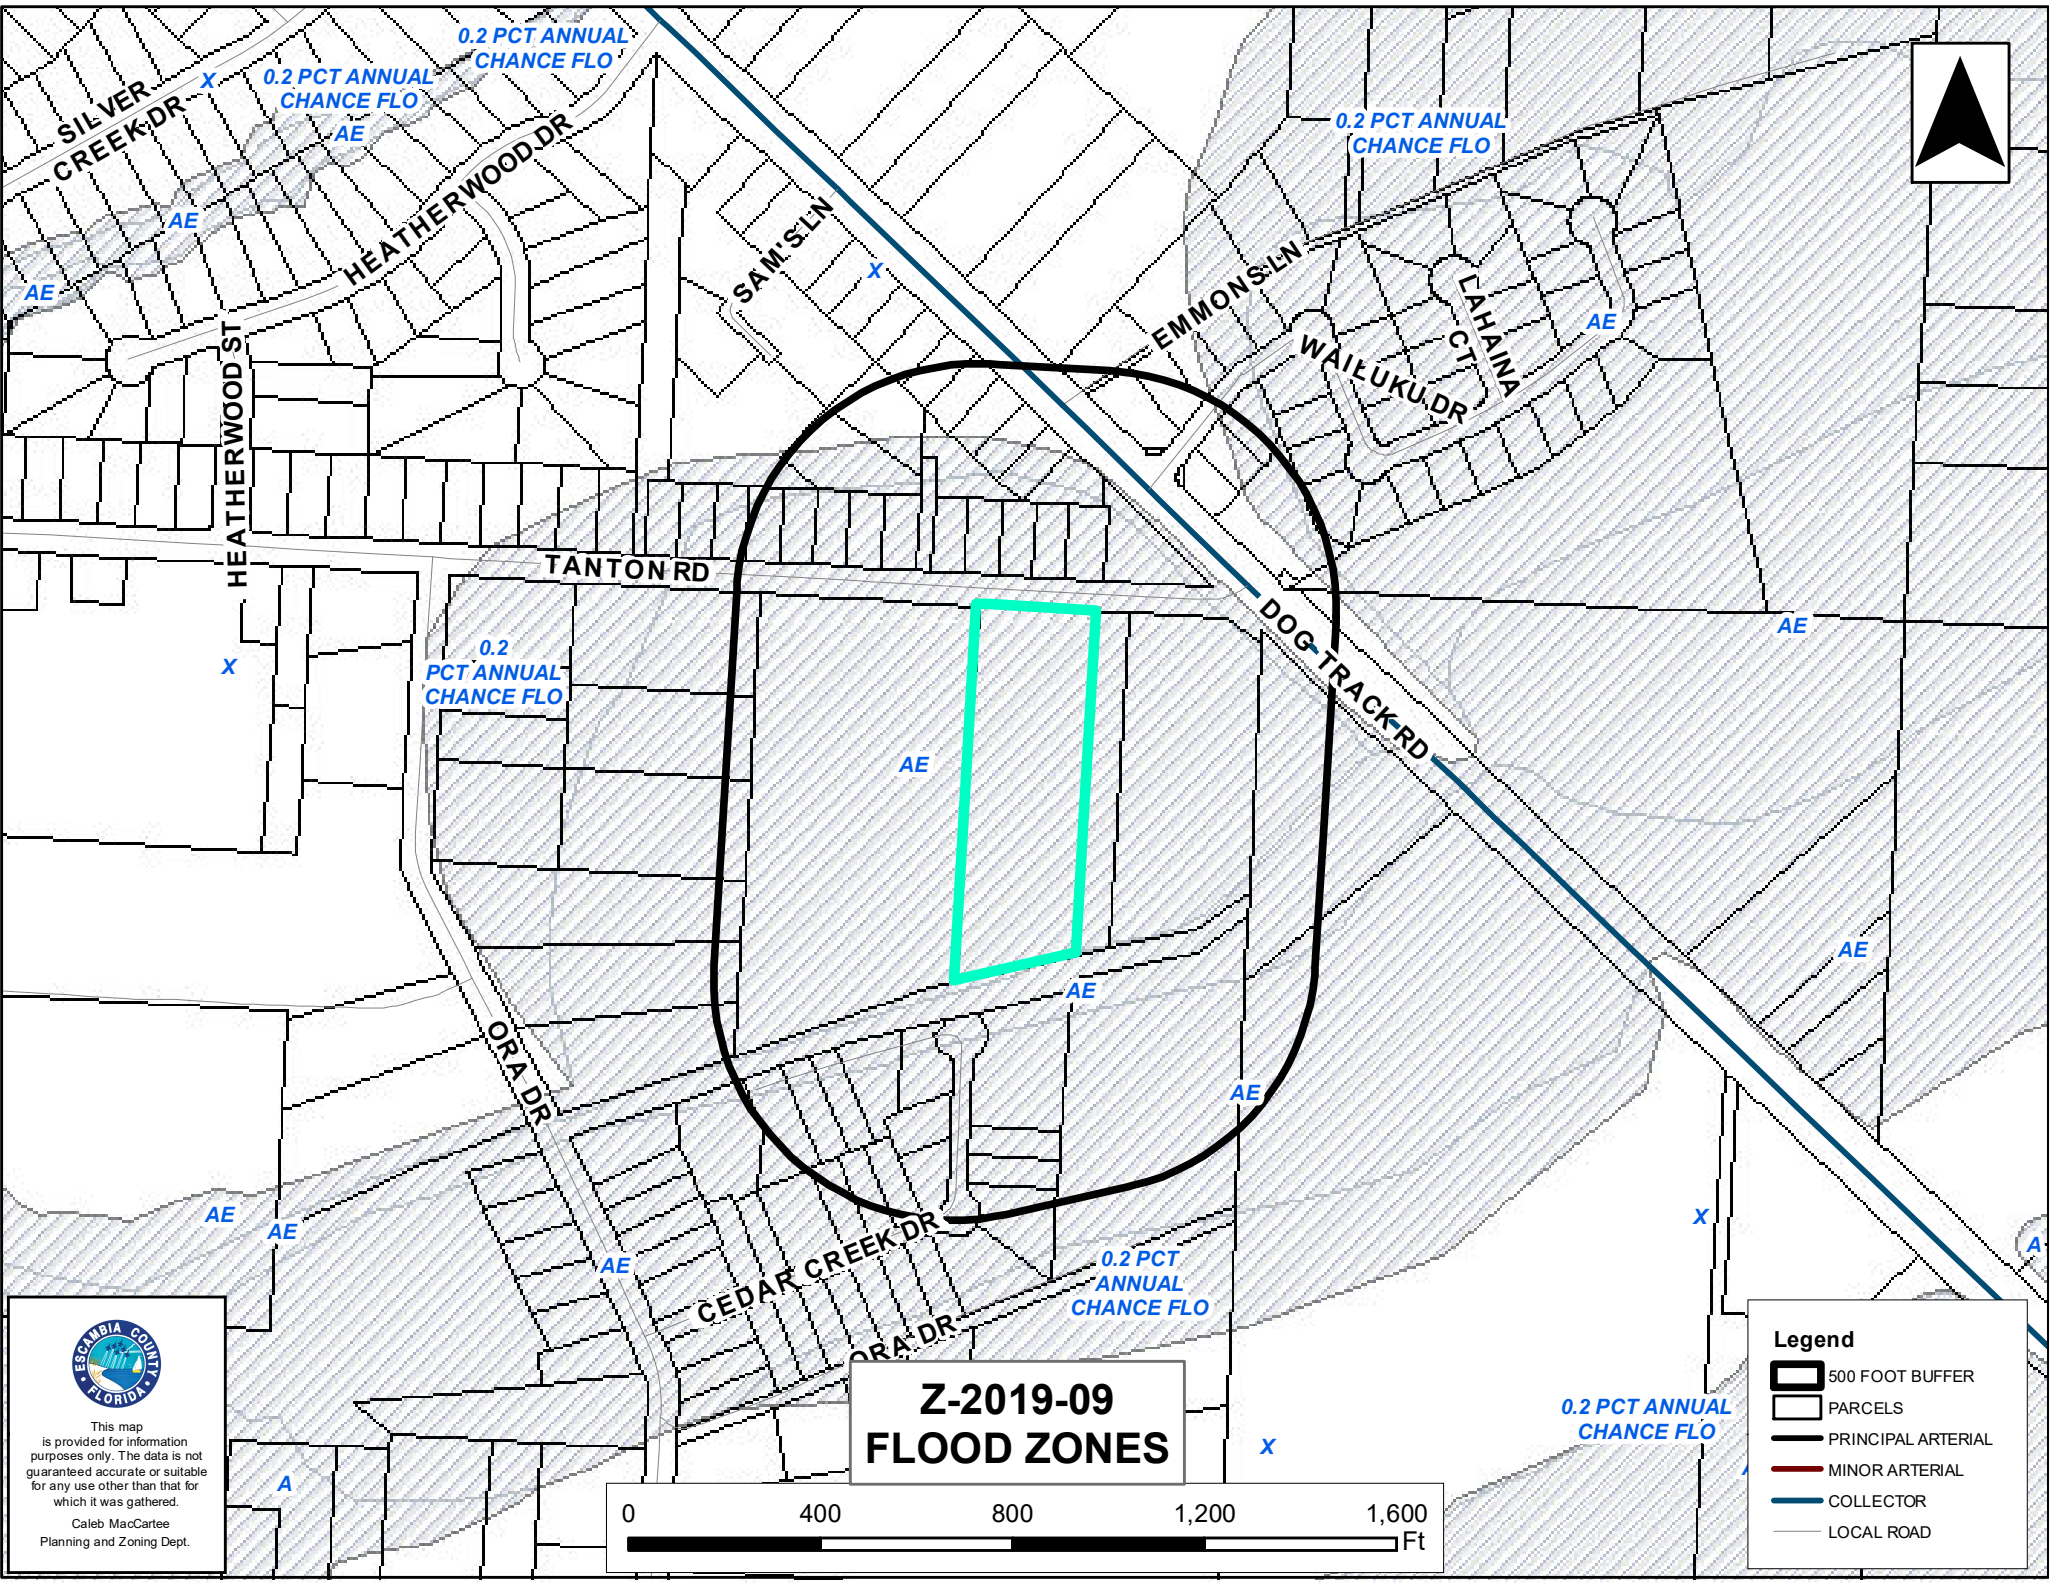 0.2 PCT ANNUAL
CHANCE FLO
X
0.2 PCT ANNUAL
CHANCE FLO
AE
SILVER
CREEK DR
HEATHERWOOD DR
AE
AE
HEATHERWOOD ST
SAM'S LN
X
0.2 PCT ANNUAL
CHANCE FLO
EMMONS LN
LAHAINA
CT
AE
WAILUKU DR
TANTON RD
DOG TRACK RD
AE
X
0.2
PCT ANNUAL
CHANCE FLO
AE
AE
AE
ORA DR
AE
AE
AE
AE
CEDAR CREEK DR
0.2 PCT
ANNUAL
CHANCE FLO
ORA DR
X
A
X
0.2 PCT ANNUAL
CHANCE FLO
A
ESCAMBIA COUNTY
FLORIDA
This map
is provided for information
purposes only. The data is not
guaranteed accurate or suitable
for any use other than that for
which it was gathered.
Caleb MacCartee
Planning and Zoning Dept.
Z-2019-09
FLOOD ZONES
0 400 800 1,200 1,600
Ft
Legend
500 FOOT BUFFER
PARCELS
PRINCIPAL ARTERIAL
MINOR ARTERIAL
COLLECTOR
LOCAL ROAD